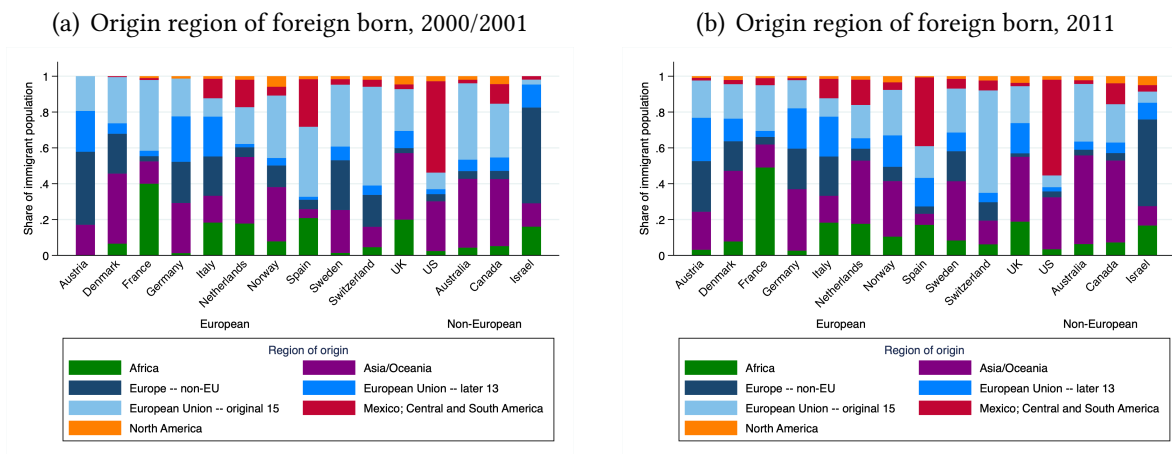 (a) Origin region of foreign born, 2000/2001
Share of immigrant population
1
.8
.6
.4
.2
0
Austria
Denmark
France
Germany
Italy
Netherlands
Norway
Spain
Sweden
Switzerland
UK
US
Australia
Canada
Israel
European
Non-European
Region of origin
Africa
Asia/Oceania
Europe -- non-EU
European Union -- later 13
European Union -- original 15
Mexico; Central and South America
North America
(b) Origin region of foreign born, 2011
Share of immigrant population
1
.8
.6
.4
.2
0
Austria
Denmark
France
Germany
Italy
Netherlands
Norway
Spain
Sweden
Switzerland
UK
US
Australia
Canada
Israel
European
Non-European
Region of origin
Africa
Asia/Oceania
Europe -- non-EU
European Union -- later 13
European Union -- original 15
Mexico; Central and South America
North America